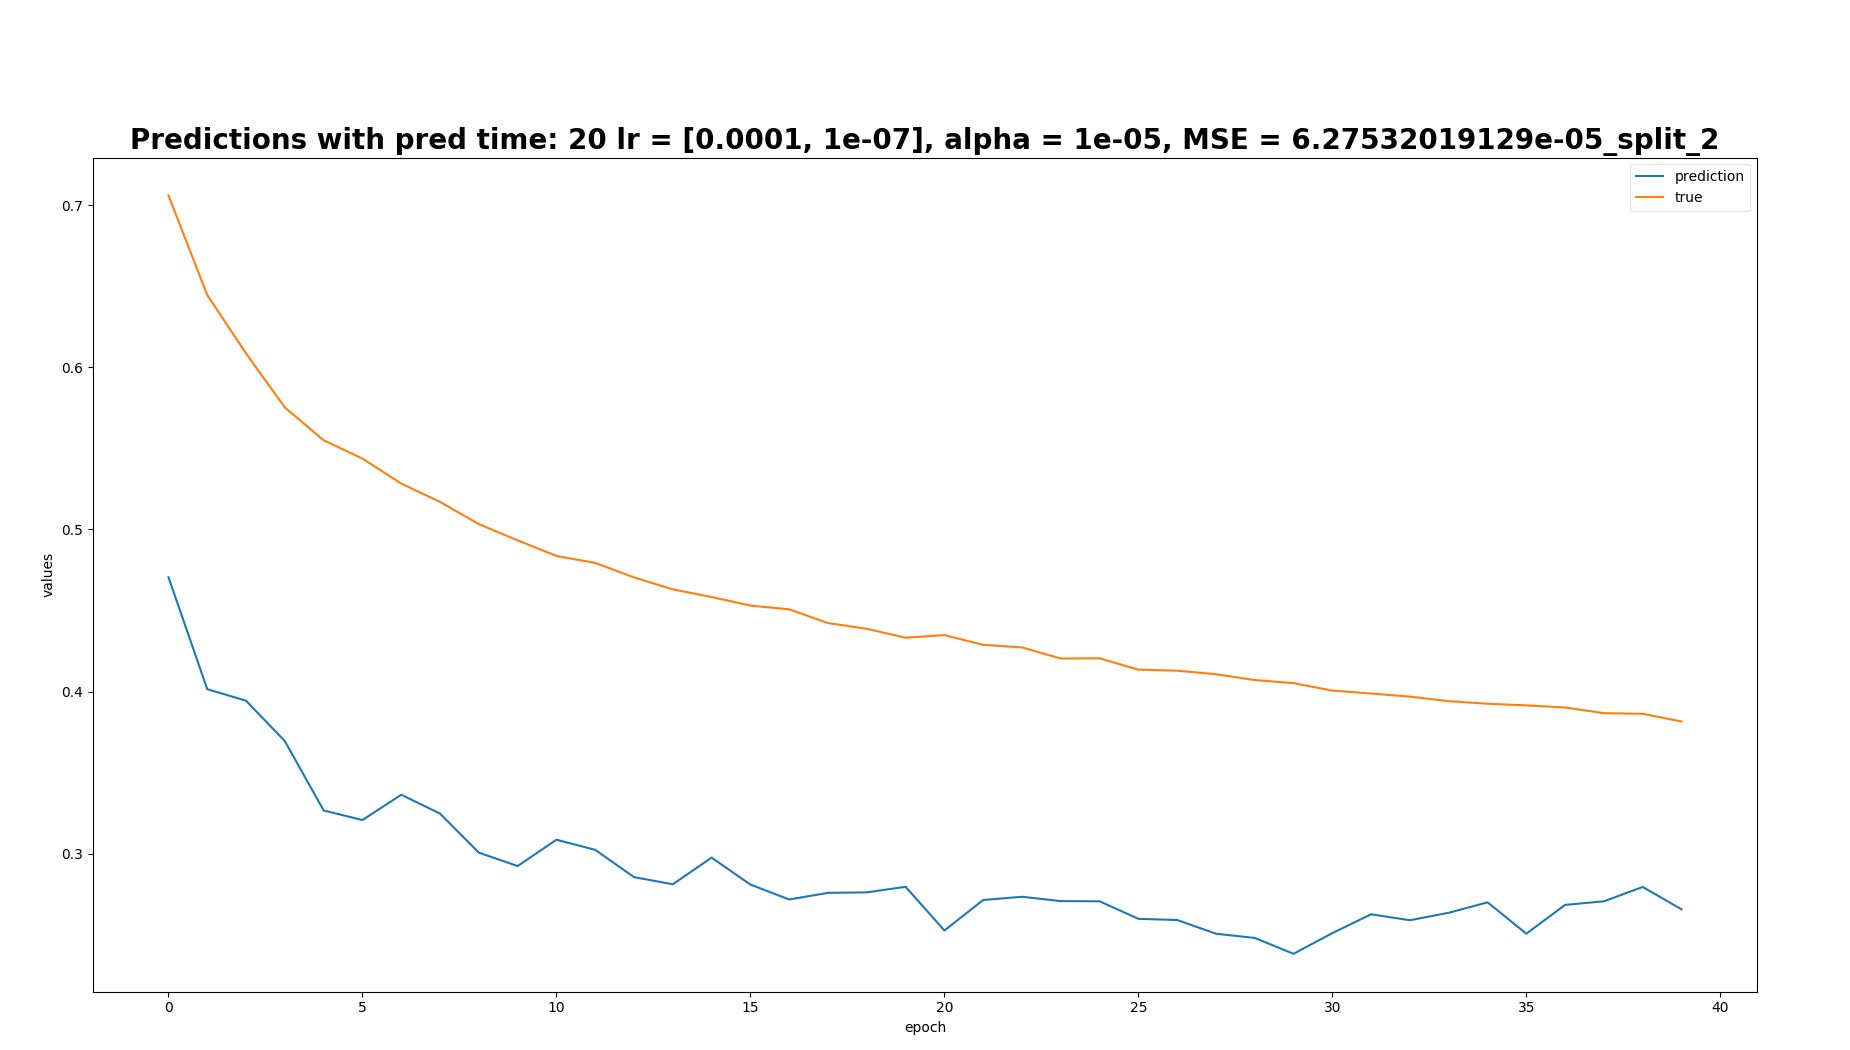 Predictions with pred time: 20 lr = [0.0001, 1e-07], alpha = 1e-05, MSE = 6.27532019129e-05_split_2
prediction
true
0.7
0.6
0.5
0.4
0.3
values
0 5 10 15 20 25 30 35 40
epoch